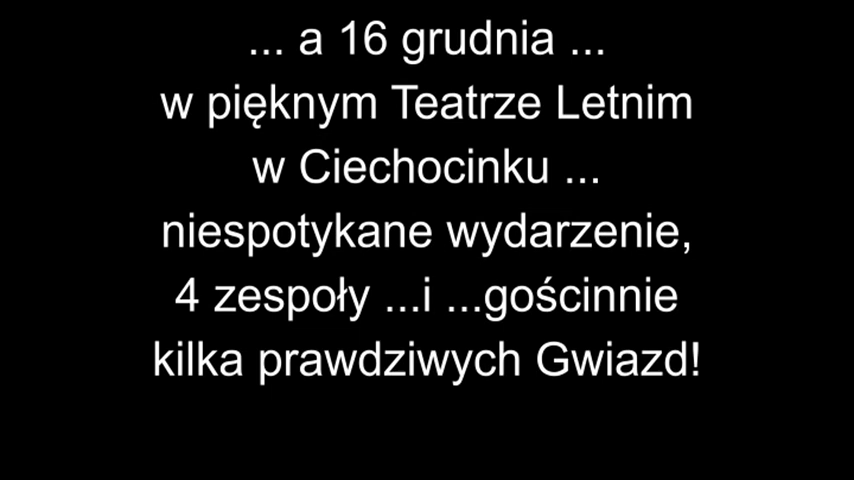 ... a 16 grudnia ...
w pięknym Teatrze Letnim
w Ciechocinku ...
niespotykane wydarzenie,
4 zespoły ...i ...gościnnie
kilka prawdziwych Gwiazd!